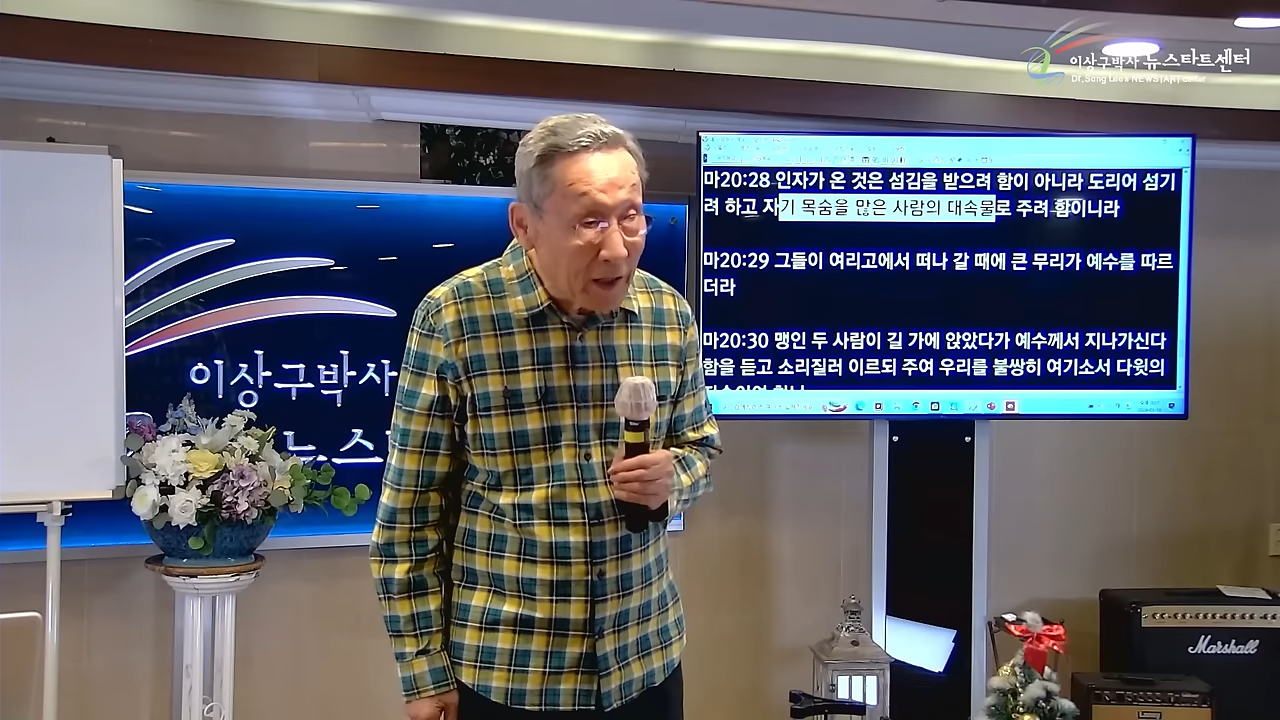 이상구박사 뉴스타트센터
Dr. Sang Lee's NEWSTART center
마20:28 인자가 온 것은 섬김을 받으려 함이 아니라 도리어 섬기
려 하고 자기 목숨을 많은 사람의 대속물로 주려 함이니라
마20:29 그들이 여리고에서 떠나 갈 때에 큰 무리가 예수를 따르
더라
마20:30 맹인 두 사람이 길 가에 앉았다가 예수께서 지나가신다
함을 듣고 소리질러 이르되 주여 우리를 불쌍히 여기소서 다윗의
이상구박사
뉴스
Marshall